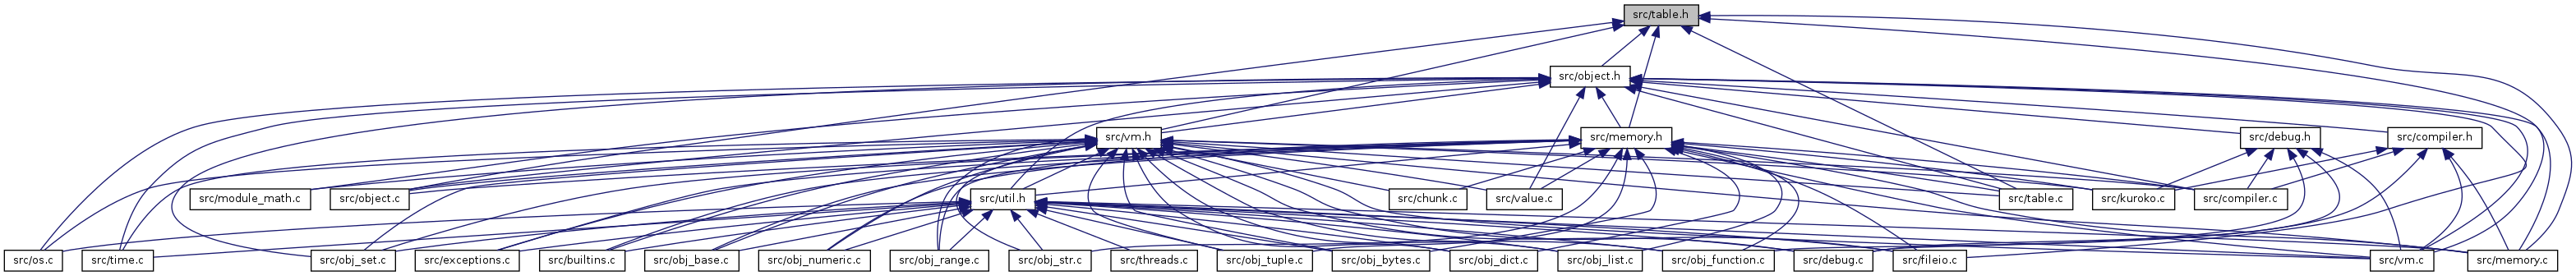 src/table.h
src/object.h
src/vm.h
src/memory.h
src/debug.h
src/compiler.h
src/module_math.c
src/object.c
src/util.h
src/chunk.c
src/value.c
src/table.c
src/kuroko.c
src/compiler.c
src/os.c
src/time.c
src/obj_set.c
src/exceptions.c
src/builtins.c
src/obj_base.c
src/obj_numeric.c
src/obj_range.c
src/obj_str.c
src/threads.c
src/obj_tuple.c
src/obj_bytes.c
src/obj_dict.c
src/obj_list.c
src/obj_function.c
src/debug.c
src/fileio.c
src/vm.c
src/memory.c